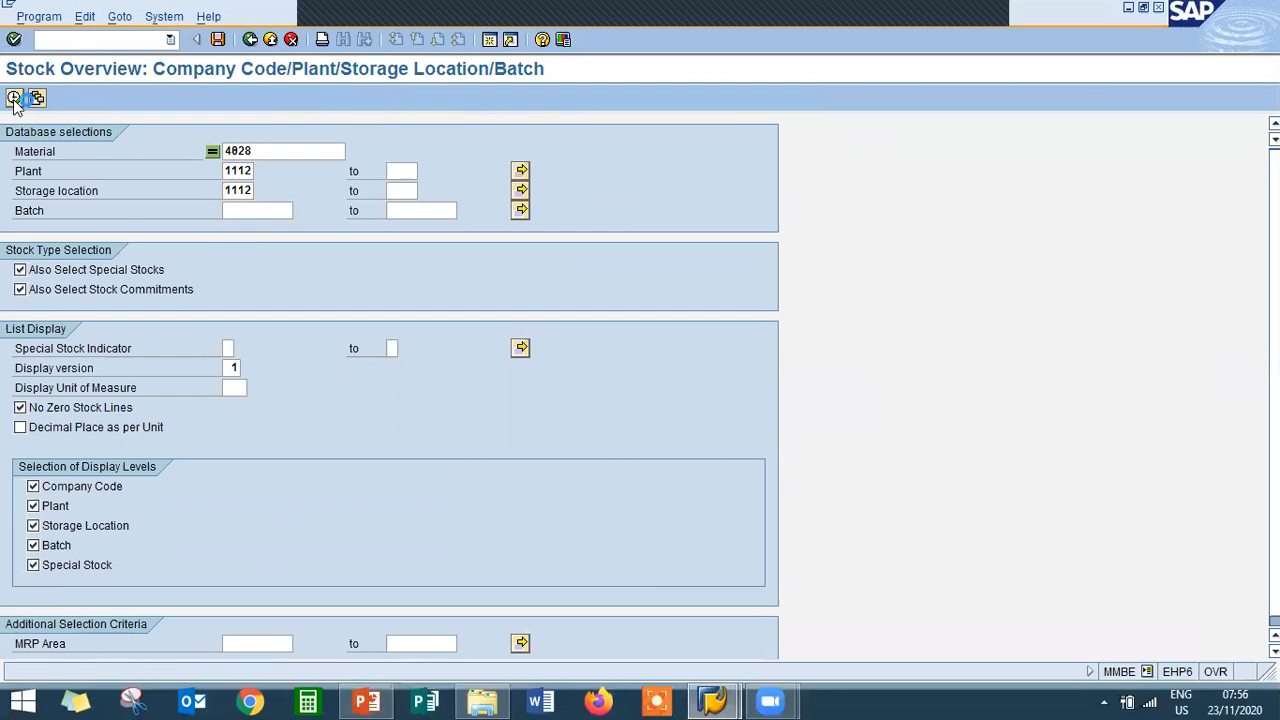 Program Edit Goto System Help
SAP
Stock Overview: Company Code/Plant/Storage Location/Batch
Database selections
Material 4028
Plant 1112 to
Storage location 1112 to
Batch to
Stock Type Selection
Also Select Special Stocks
Also Select Stock Commitments
List Display
Special Stock Indicator to
Display version 1
Display Unit of Measure
No Zero Stock Lines
Decimal Place as per Unit
Selection of Display Levels
Company Code
Plant
Storage Location
Batch
Special Stock
Additional Selection Criteria
MRP Area to
MMBE EHP6 OVR
ENG 07:56
US 23/11/2020